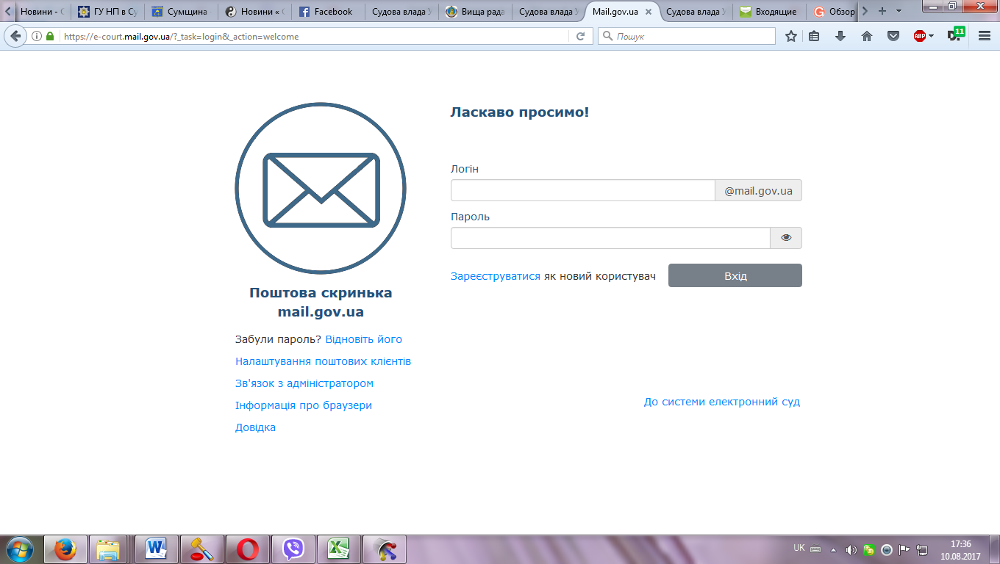 Новини - С
ГУ НП в Су
Сумщина
Новини «
Facebook
Судова влада У
Вища рада
Судова влада У
Mail.gov.ua
Судова влада У
Входящие
Обзор
https://e-court.mail.gov.ua/?_task=login&_action=welcome
Пошук
ABP
11
Ласкаво просимо!
Логін
@mail.gov.ua
Пароль
Зареєструватися як новий користувач
Вхід
Поштова скринька
mail.gov.ua
Забули пароль? Відновіть його
Налаштування поштових клієнтів
Зв'язок з адміністратором
Інформація про браузери
Довідка
До системи електронний суд
UK
17:36
10.08.2017